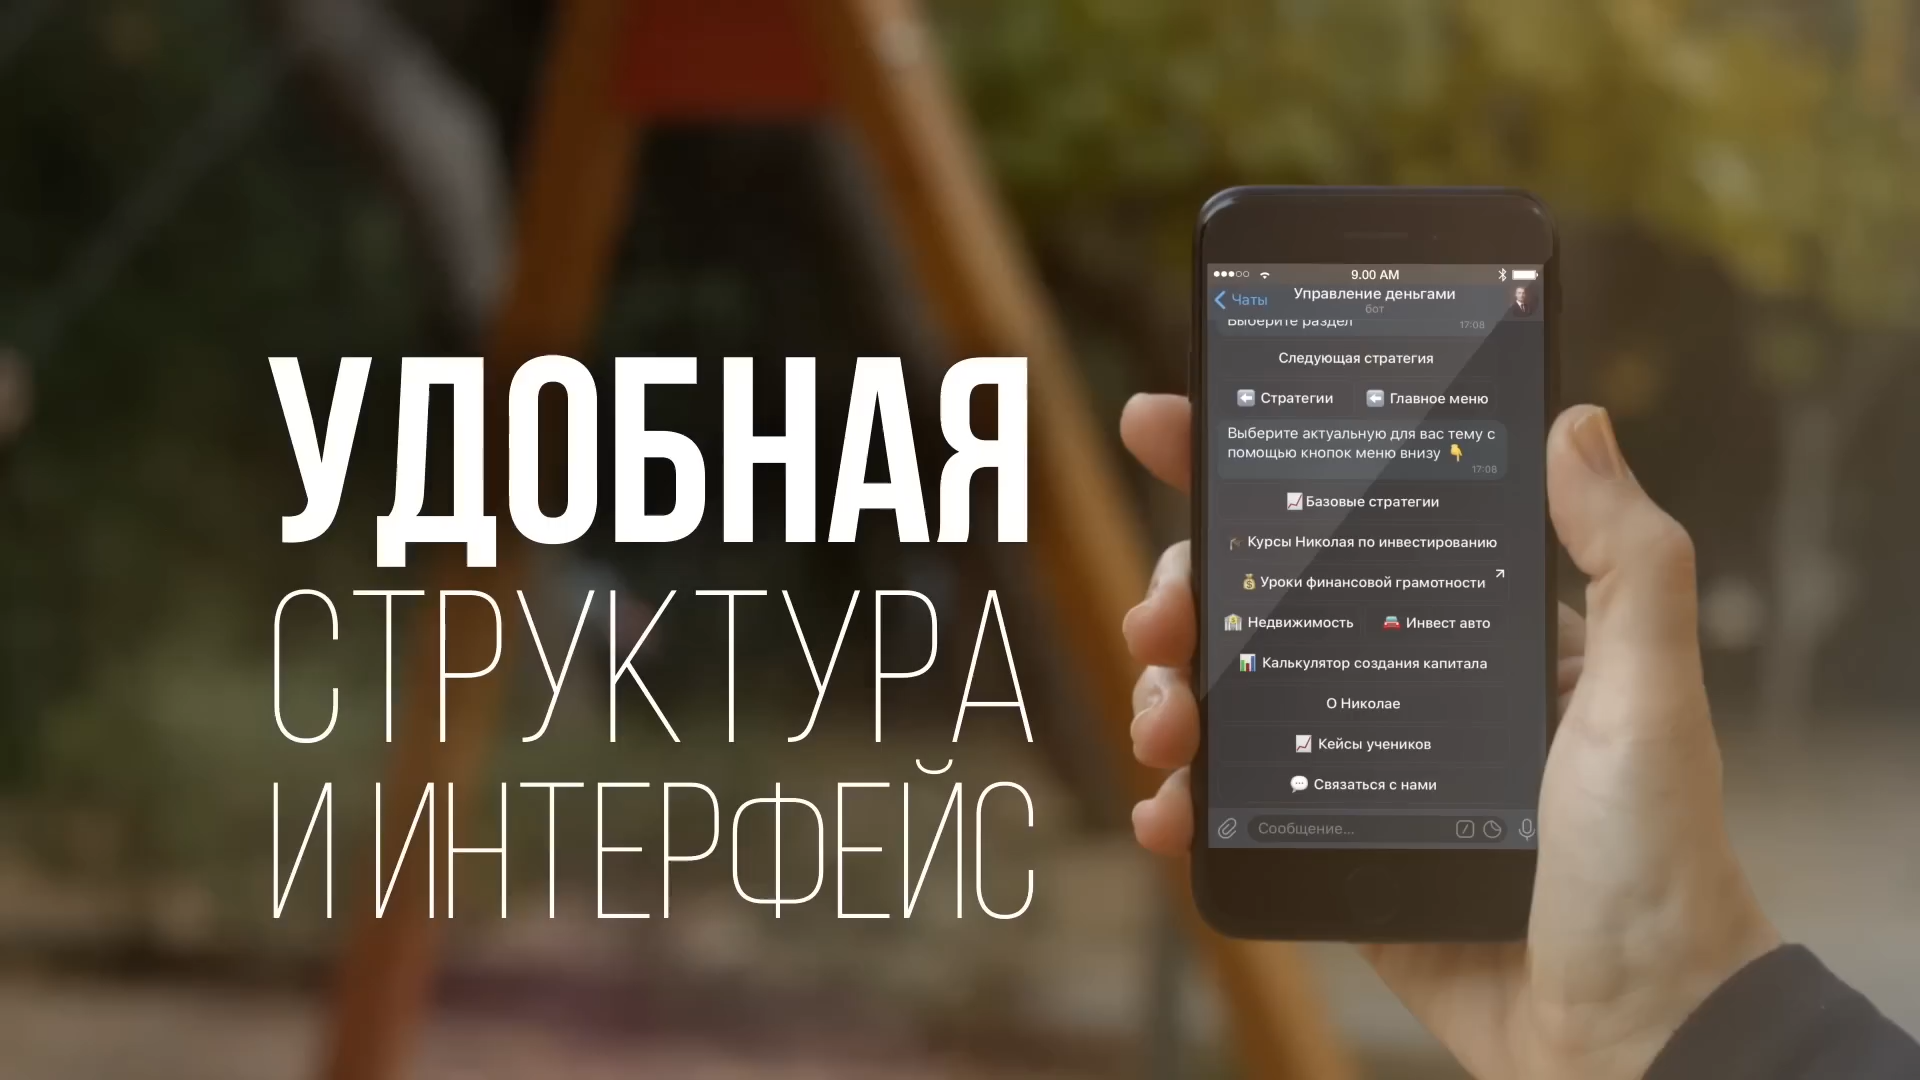 УДОБНАЯ
СТРУКТУРА
И ИНТЕРФЕЙС
9.00 AM
Чаты
Управление деньгами
бот
Выберите раздел
17:08
Следующая стратегия
Стратегии
Главное меню
Выберите актуальную для вас тему с
помощью кнопок меню внизу 👇
17:08
Базовые стратегии
Курсы Николая по инвестированию
Уроки финансовой грамотности
Недвижимость
Инвест авто
Калькулятор создания капитала
О Николае
Кейсы учеников
Связаться с нами
Сообщение...